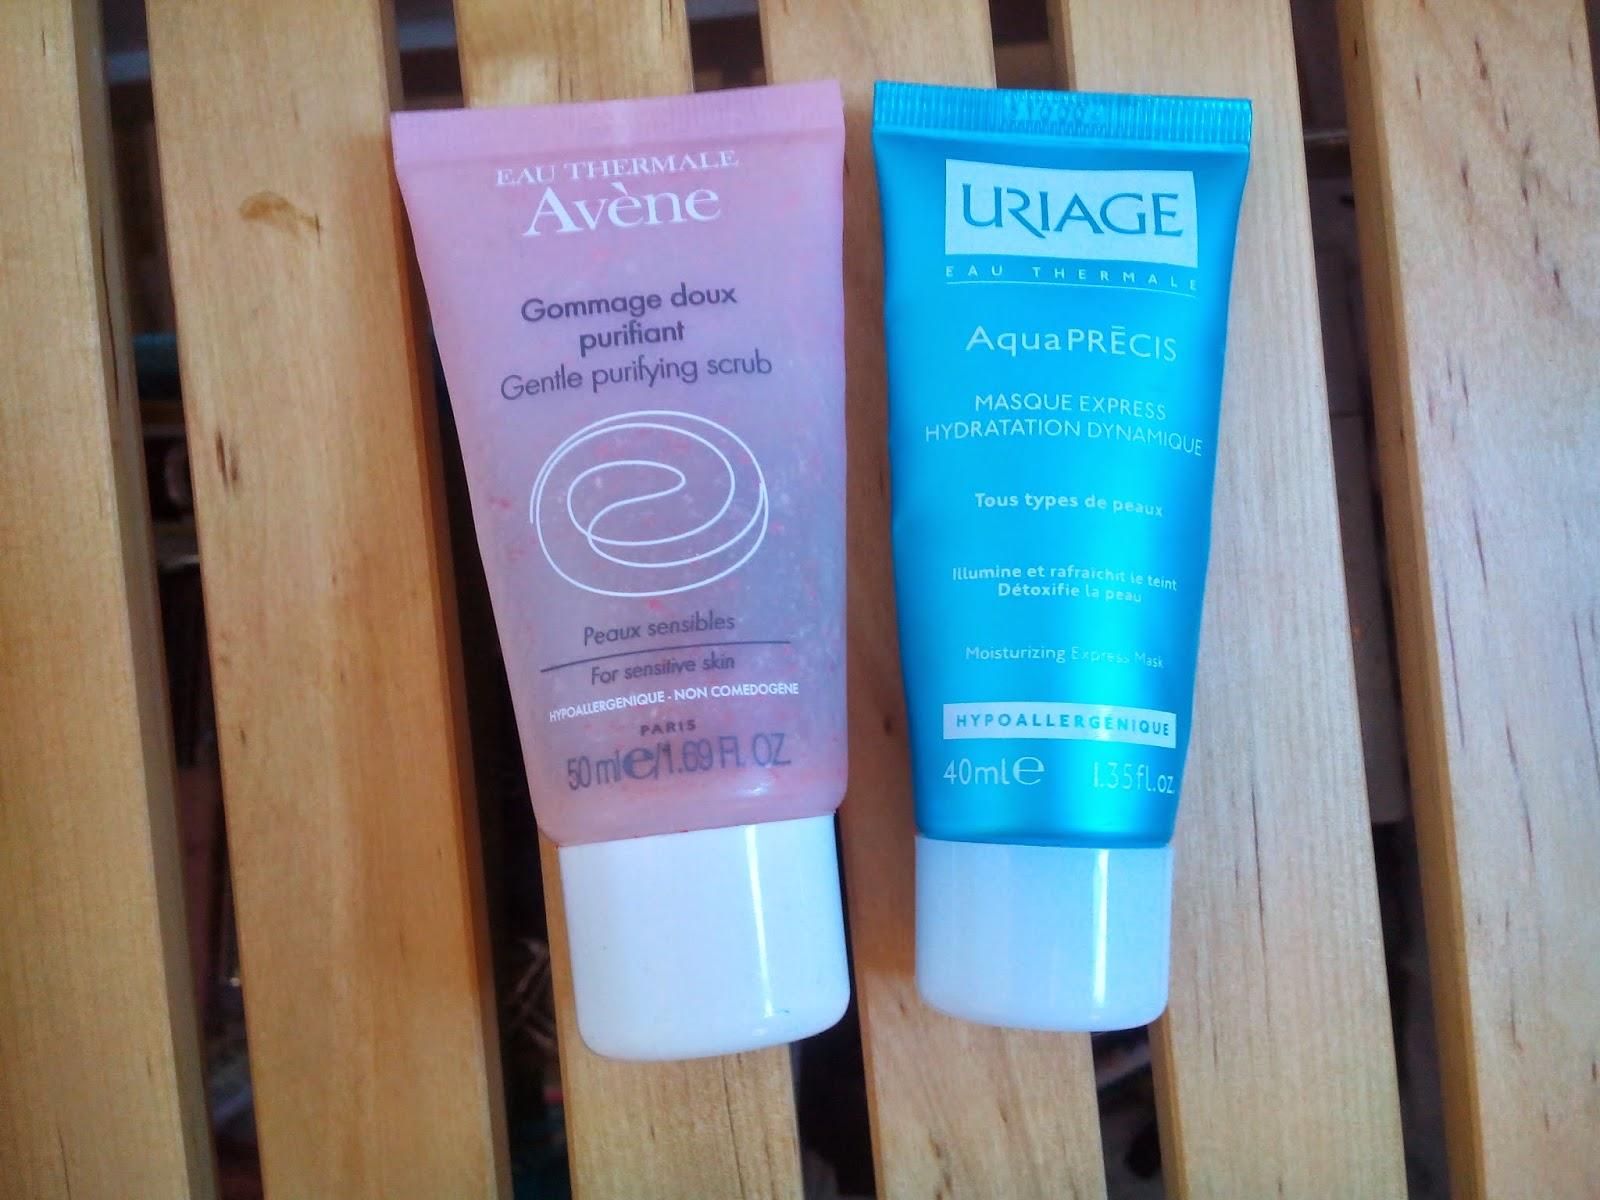 EAU THERMALE
Avène
Gommage doux
purifiant
Gentle purifying scrub
Peaux sensibles
For sensitive skin
HYPOALLERGENIQUE - NON COMEDOGENE
PARIS
50 ml e/1.69 FL. OZ
URIAGE
EAU THERMALE
AquaPRĒCIS
MASQUE EXPRESS
HYDRATATION DYNAMIQUE
Tous types de peaux
Illumine et rafraîchit le teint
Détoxifie la peau
Moisturizing Express Mask
HYPOALLERGÉNIQUE
40ml e 1.35fl.oz.